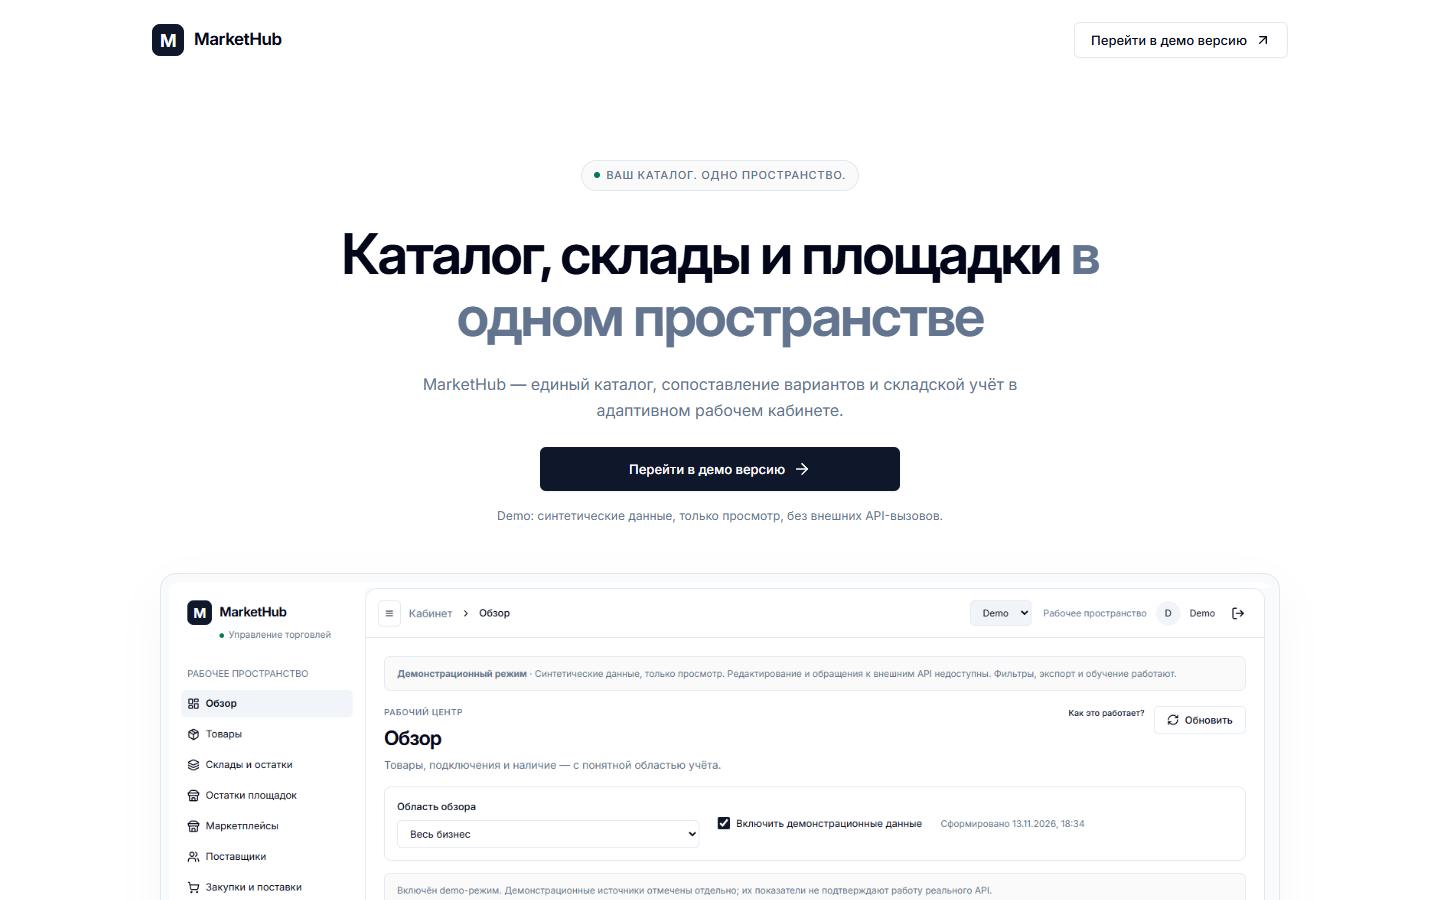 M MarketHub
Перейти в демо версию
ВАШ КАТАЛОГ. ОДНО ПРОСТРАНСТВО.
Каталог, склады и площадки в
одном пространстве
MarketHub — единый каталог, сопоставление вариантов и складской учёт в
адаптивном рабочем кабинете.
Перейти в демо версию
Demo: синтетические данные, только просмотр, без внешних API-вызовов.
M MarketHub
Управление торговлей
РАБОЧЕЕ ПРОСТРАНСТВО
Обзор
Товары
Склады и остатки
Остатки площадок
Маркетплейсы
Поставщики
Закупки и поставки
Кабинет > Обзор
Demo
Рабочее пространство
D Demo
Демонстрационный режим · Синтетические данные, только просмотр. Редактирование и обращения к внешним API недоступны. Фильтры, экспорт и обучение работают.
РАБОЧИЙ ЦЕНТР
Обзор
Товары, подключения и наличие — с понятной областью учёта.
Как это работает?
Обновить
Область обзора
Весь бизнес
Включить демонстрационные данные
Сформировано 13.11.2026, 18:34
Включён demo-режим. Демонстрационные источники отмечены отдельно; их показатели не подтверждают работу реального API.